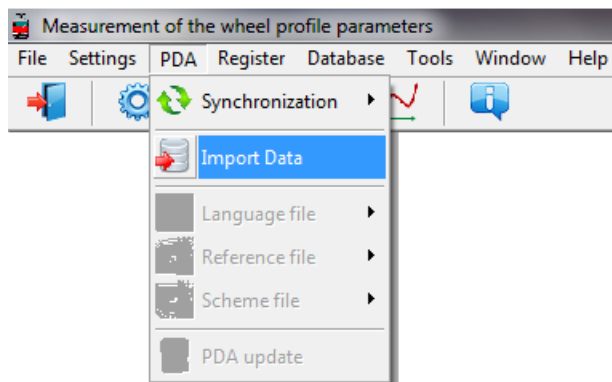 Measurement of the wheel profile parameters
File Settings PDA Register Database Tools Window Help
Synchronization
Import Data
Language file
Reference file
Scheme file
PDA update